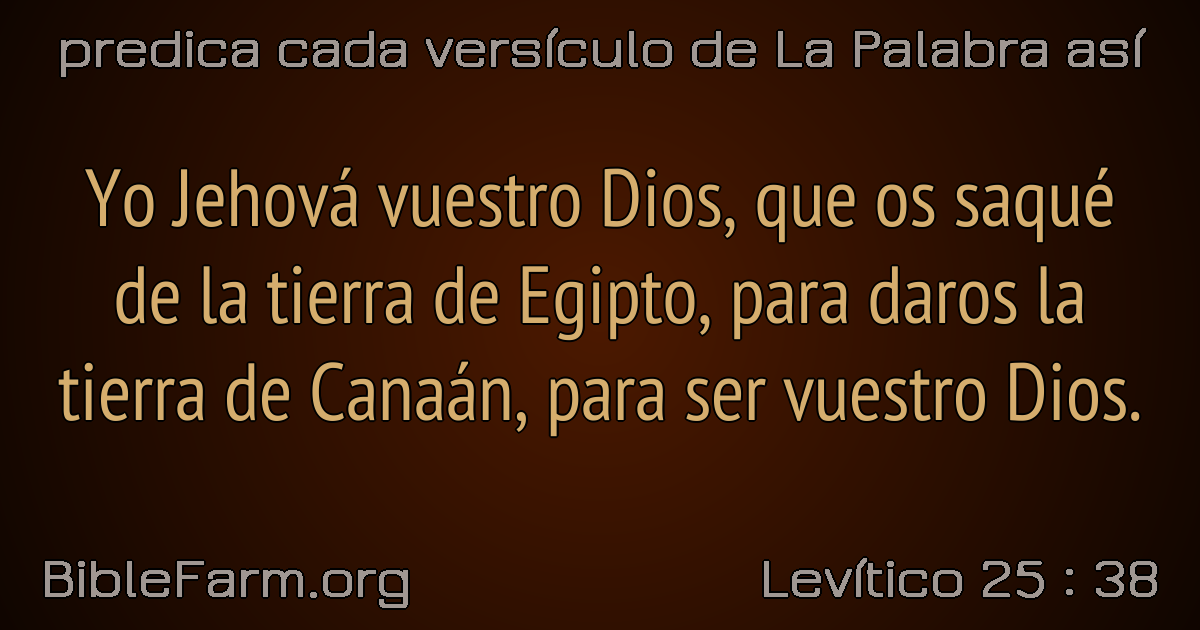 predica cada versículo de La Palabra así
Yo Jehová vuestro Dios, que os saqué
de la tierra de Egipto, para daros la
tierra de Canaán, para ser vuestro Dios.
BibleFarm.org
Levítico 25 : 38